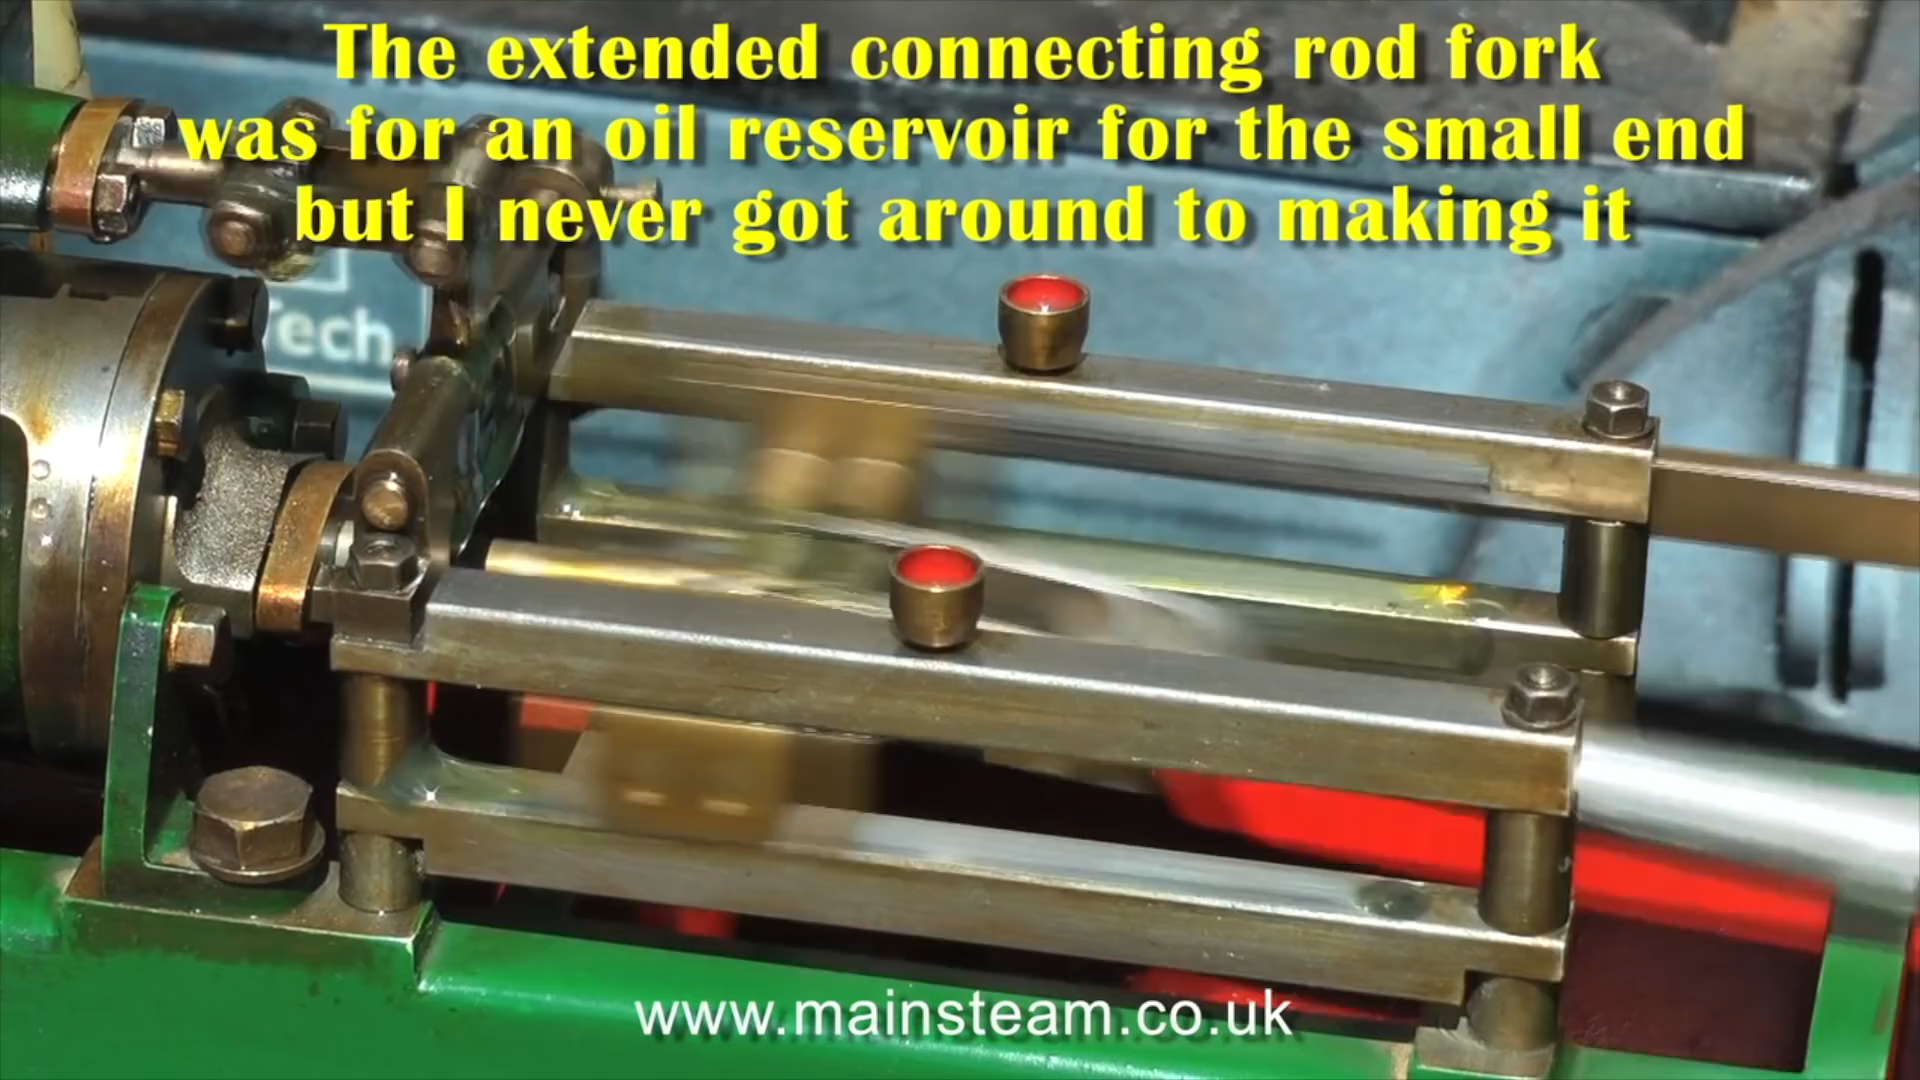 The extended connecting rod fork
was for an oil reservoir for the small end
but I never got around to making it
Tech
www.mainsteam.co.uk